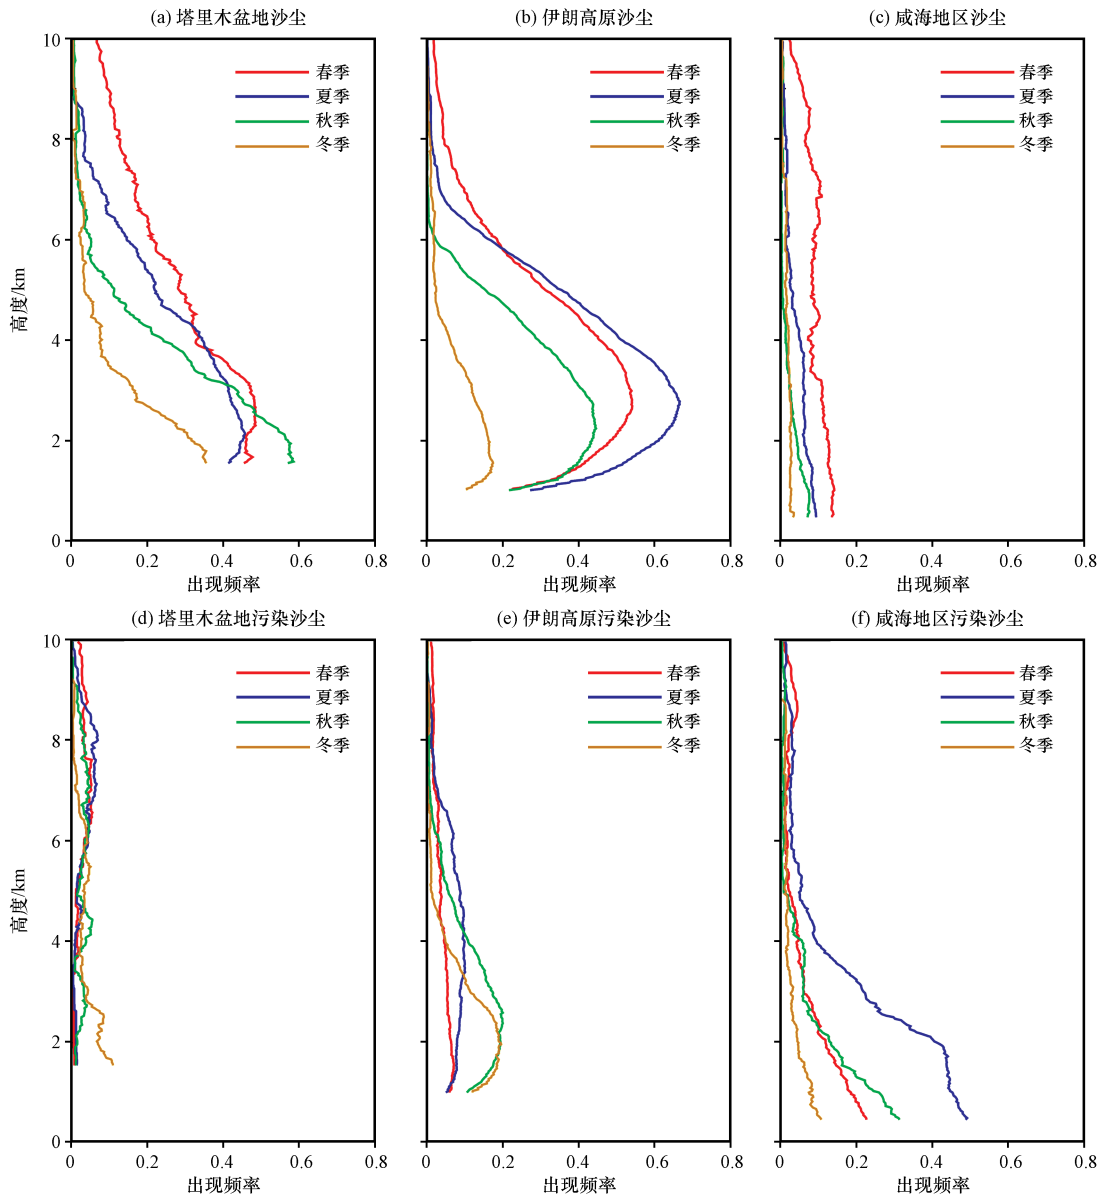 (a) 塔里木盆地沙尘
(b) 伊朗高原沙尘
(c) 咸海地区沙尘
10
8
6
4
2
0
高度/km
春季
夏季
秋季
冬季
春季
夏季
秋季
冬季
春季
夏季
秋季
冬季
0 0.2 0.4 0.6 0.8
0 0.2 0.4 0.6 0.8
0 0.2 0.4 0.6 0.8
出现频率
出现频率
出现频率
(d) 塔里木盆地污染沙尘
(e) 伊朗高原污染沙尘
(f) 咸海地区污染沙尘
10
8
6
4
2
0
高度/km
春季
夏季
秋季
冬季
春季
夏季
秋季
冬季
春季
夏季
秋季
冬季
0 0.2 0.4 0.6 0.8
0 0.2 0.4 0.6 0.8
0 0.2 0.4 0.6 0.8
出现频率
出现频率
出现频率